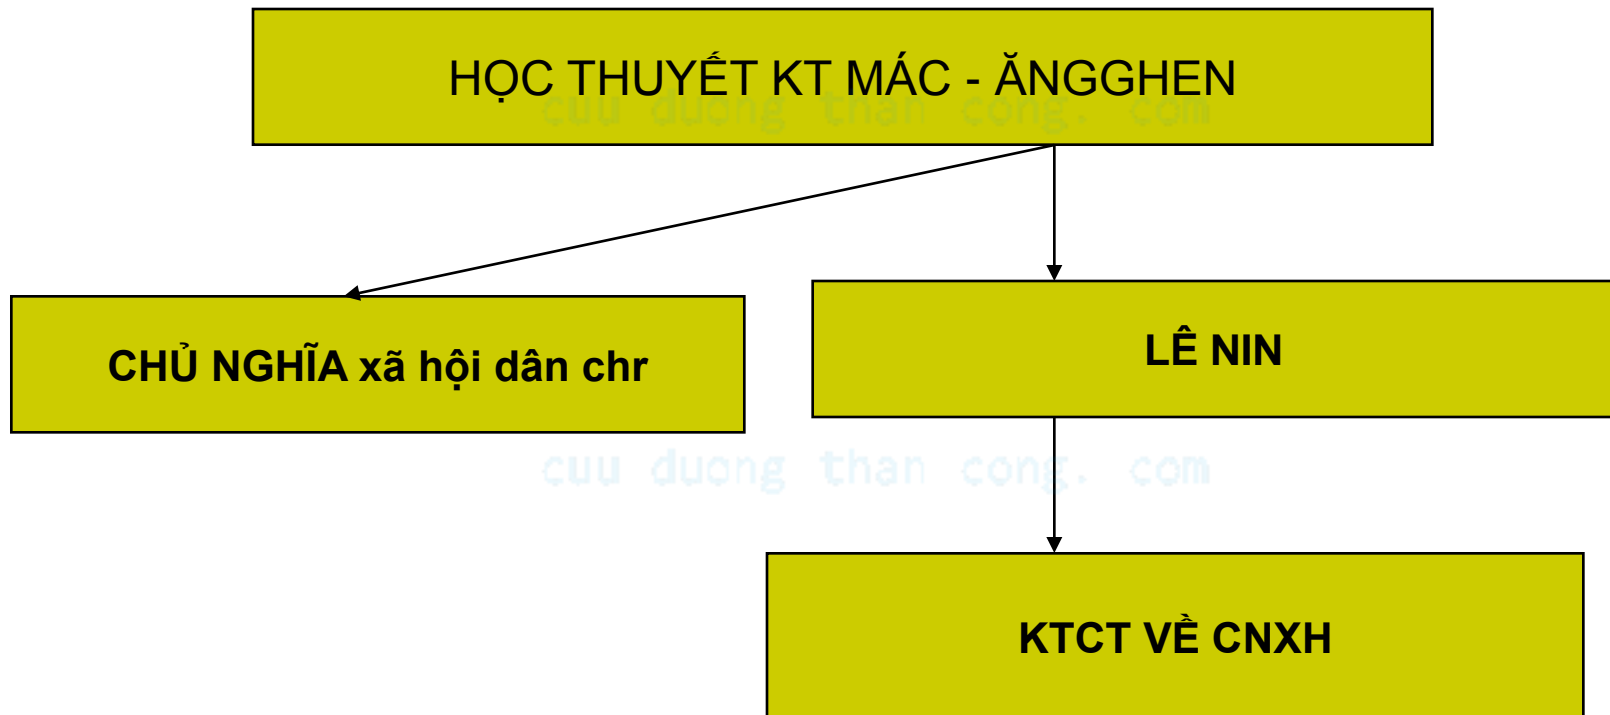 HỌC THUYẾT KT MÁC - ĂNGGHEN
cuu duong than cong. com
CHỦ NGHĨA xã hội dân chr
LÊ NIN
cuu duong than cong. com
KTCT VỀ CNXH